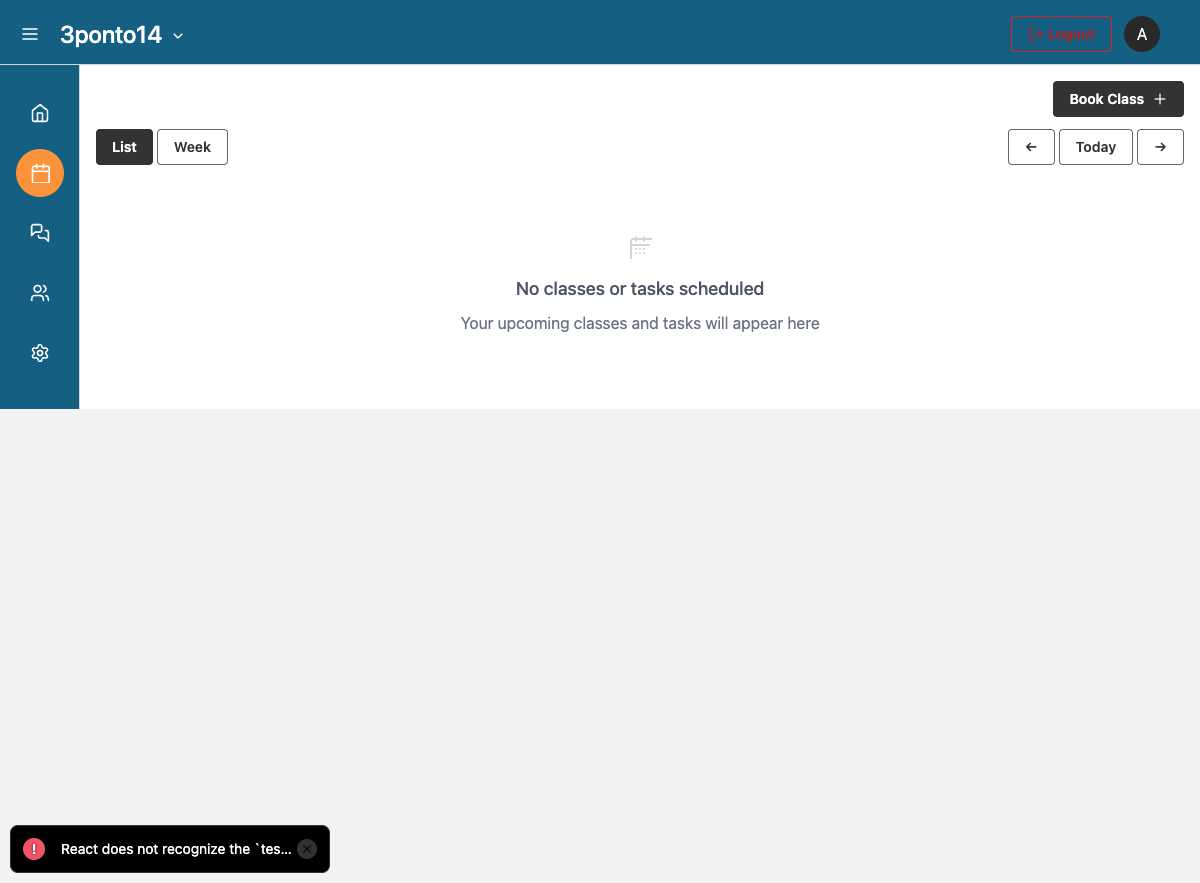 3ponto14
Logout
A
Book Class
List
Week
Today
No classes or tasks scheduled
Your upcoming classes and tasks will appear here
! React does not recognize the `tes...